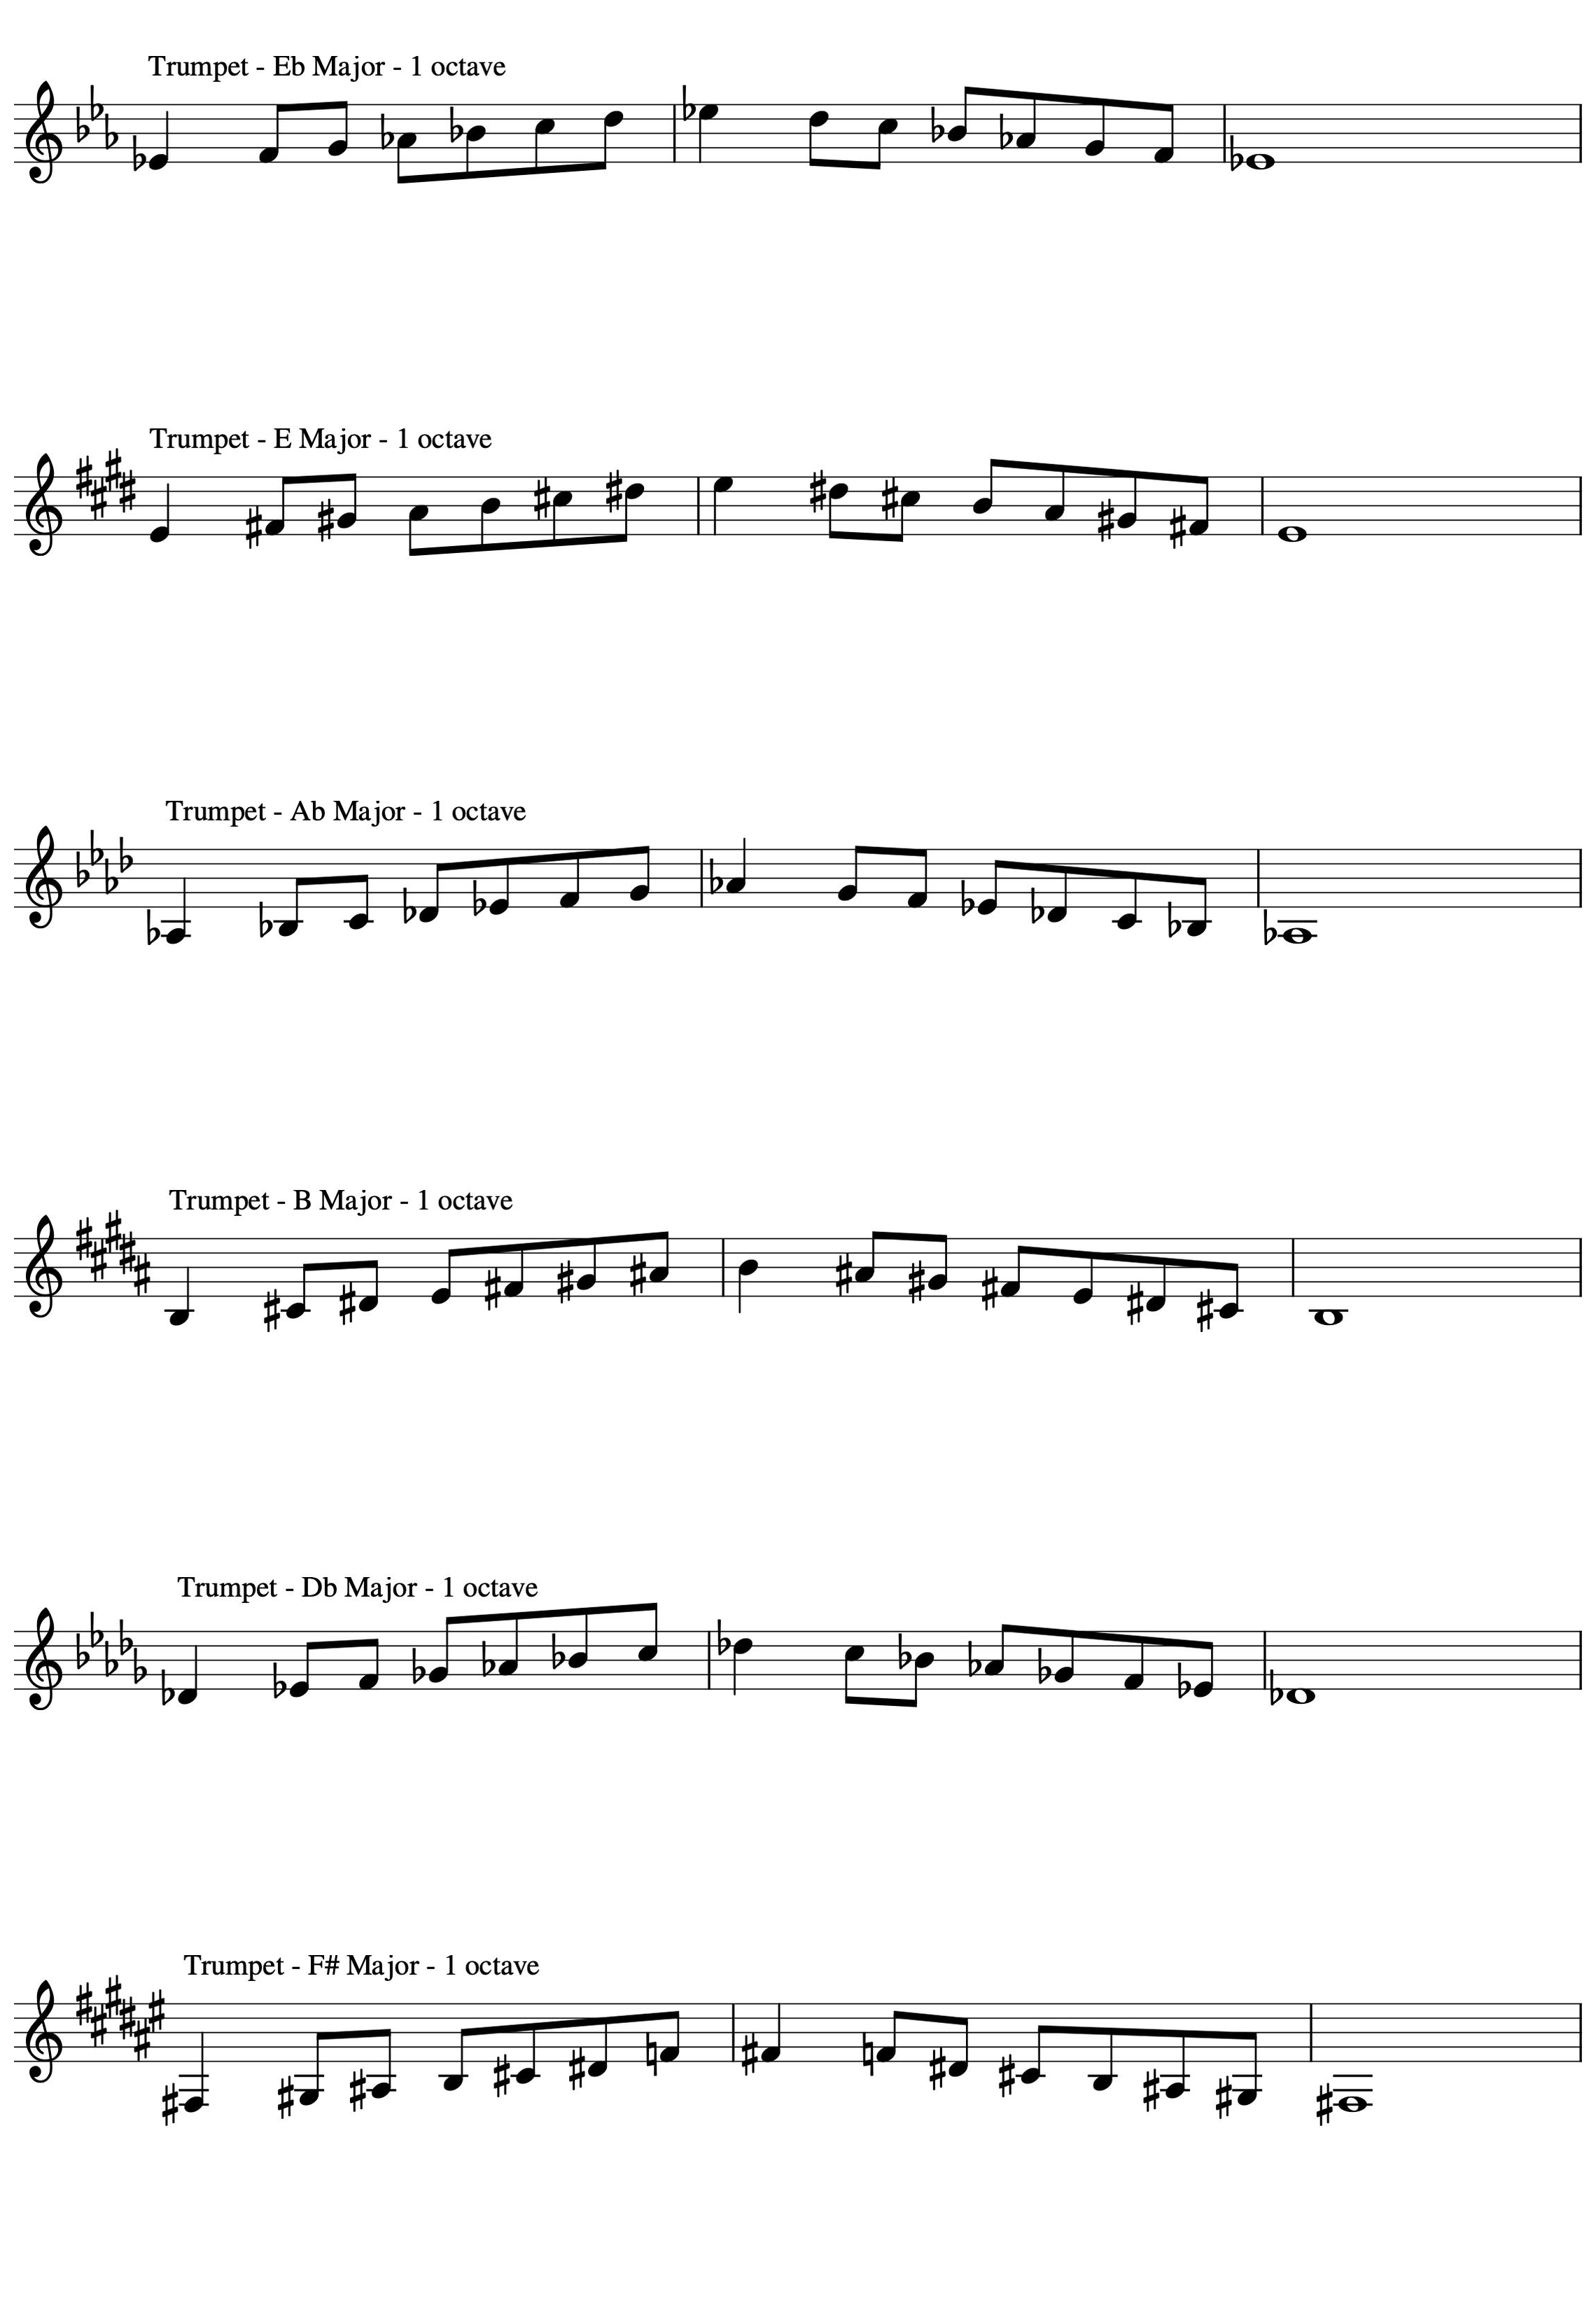 Trumpet - Eb Major - 1 octave
Trumpet - E Major - 1 octave
Trumpet - Ab Major - 1 octave
Trumpet - B Major - 1 octave
Trumpet - Db Major - 1 octave
Trumpet - F# Major - 1 octave